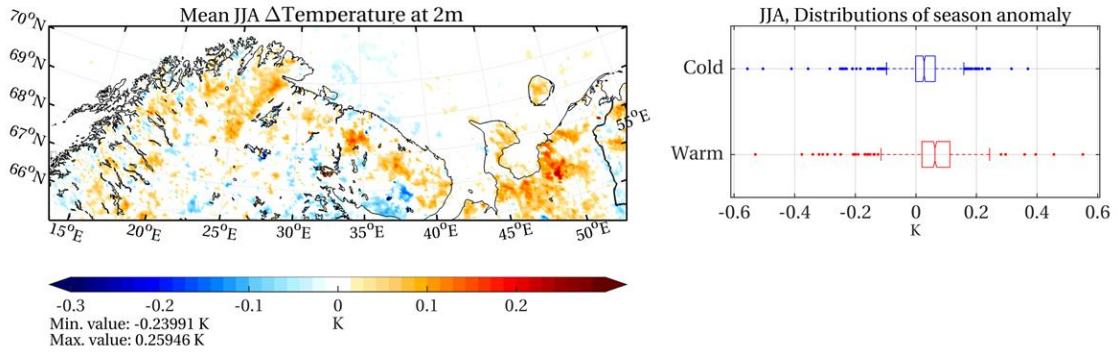 Mean JJA ΔTemperature at 2m
70°N
69°N
68°N
67°N
66°N
15°E
20°E
25°E
30°E
35°E
40°E
45°E
50°E
55°E
-0.3
-0.2
-0.1
0
0.1
0.2
K
Min. value: -0.23991 K
Max. value: 0.25946 K
JJA, Distributions of season anomaly
Cold
Warm
-0.6
-0.4
-0.2
0
0.2
0.4
0.6
K